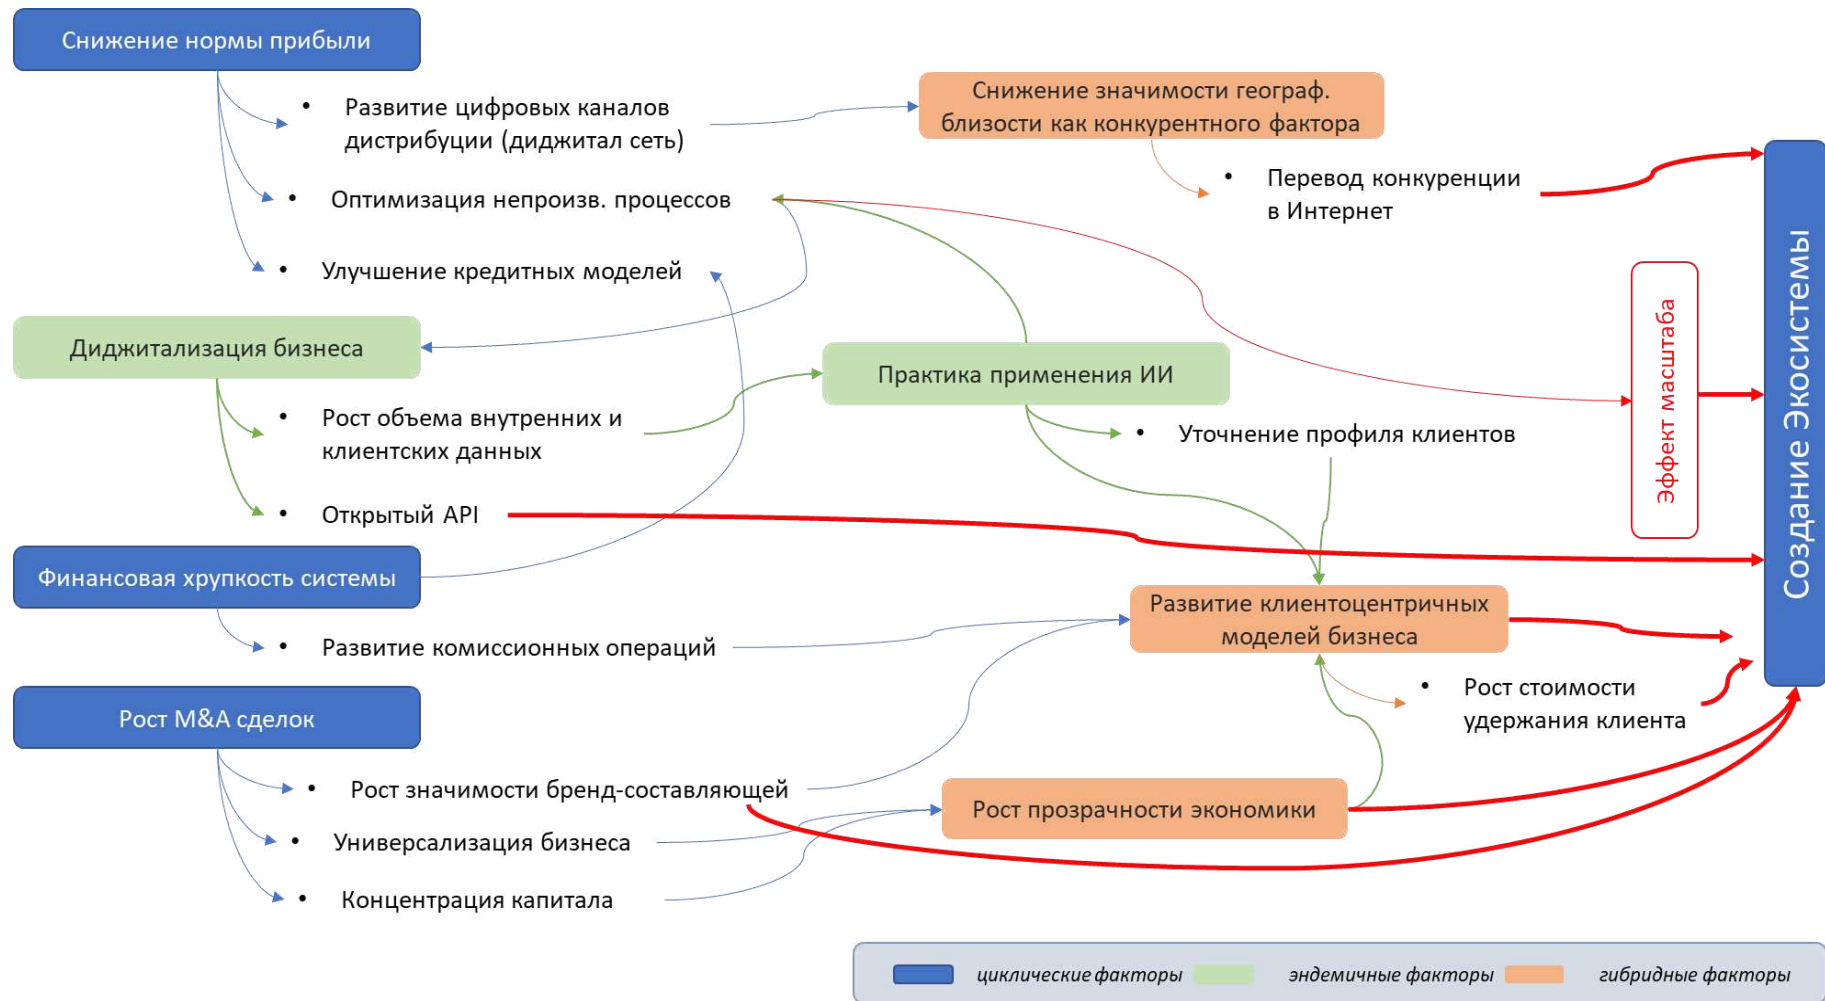 Снижение нормы прибыли
• Развитие цифровых каналов
дистрибуции (диджитал сеть)
• Оптимизация непроизв. процессов
• Улучшение кредитных моделей
Снижение значимости географ.
близости как конкурентного фактора
• Перевод конкуренции
в Интернет
Диджитализация бизнеса
• Рост объема внутренних и
клиентских данных
• Открытый API
Практика применения ИИ
• Уточнение профиля клиентов
Эффект масштаба
Создание Экосистемы
Финансовая хрупкость системы
• Развитие комиссионных операций
Развитие клиентоцентричных
моделей бизнеса
• Рост стоимости
удержания клиента
Рост M&A сделок
• Рост значимости бренд-составляющей
• Универсализация бизнеса
• Концентрация капитала
Рост прозрачности экономики
циклические факторы
эндемичные факторы
гибридные факторы